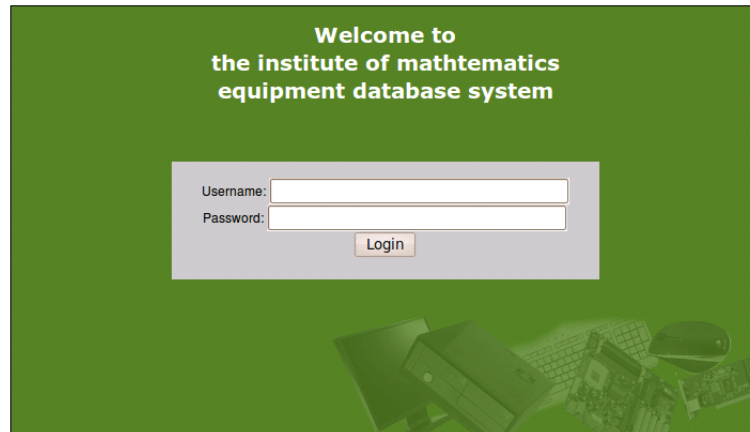 Welcome to
the institute of mathtematics
equipment database system
Username:
Password:
Login